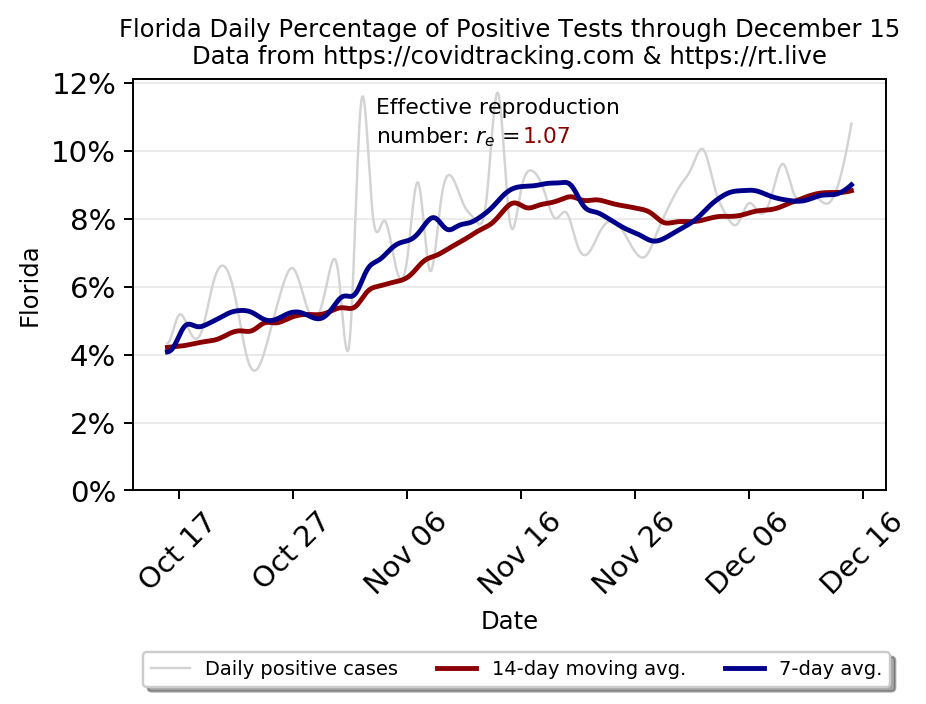 Florida Daily Percentage of Positive Tests through December 15
Data from https://covidtracking.com & https://rt.live
Effective reproduction
number: rₑ =1.07
12%
10%
8%
6%
4%
2%
0%
Florida
Oct 17
Oct 27
Nov 06
Nov 16
Nov 26
Dec 06
Dec 16
Date
Daily positive cases
14-day moving avg.
7-day avg.